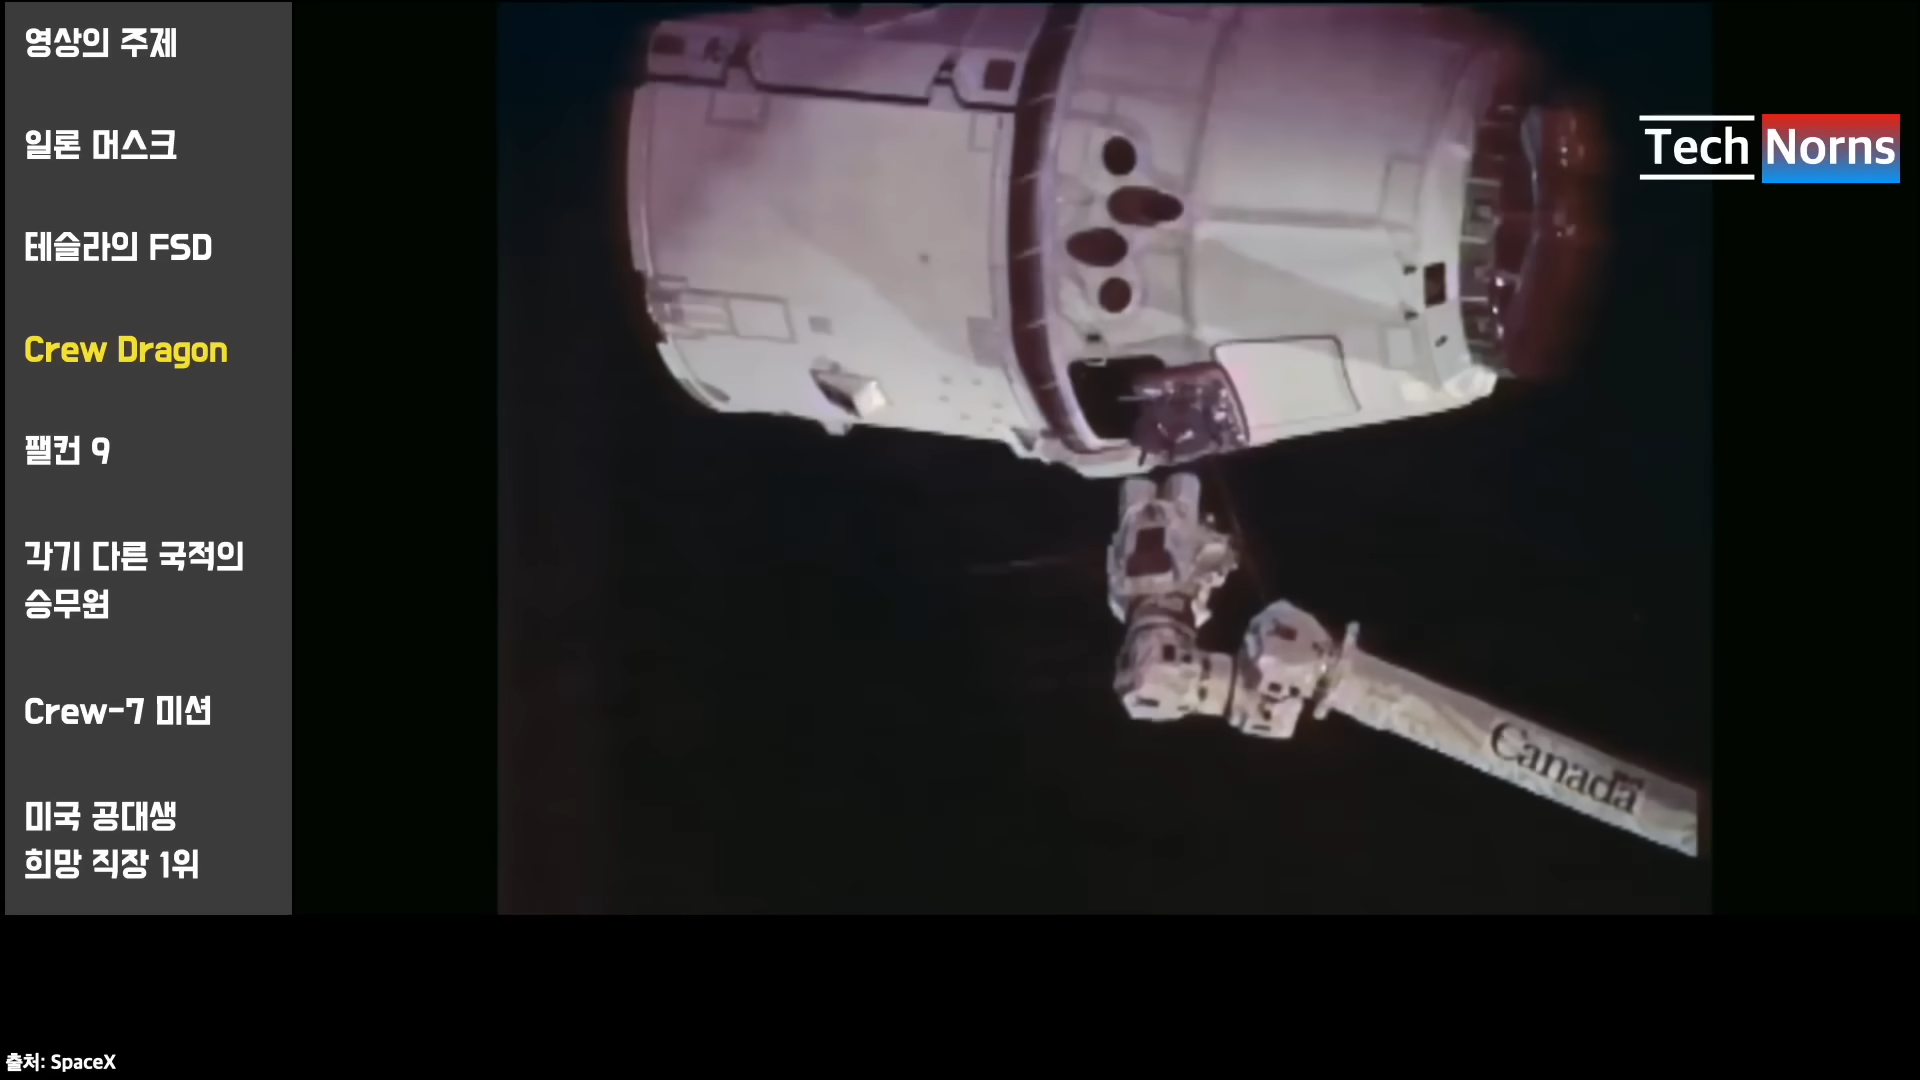 영상의 주제
일론 머스크
테슬라의 FSD
Crew Dragon
팰컨 9
각기 다른 국적의
승무원
Crew-7 미션
미국 공대생
희망 직장 1위
Tech Norns
Canada
출처: SpaceX